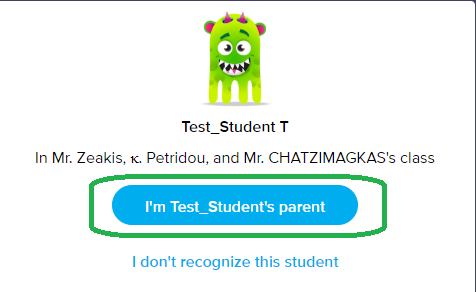 Test_Student T
In Mr. Zeakis, κ. Petridou, and Mr. CHATZIMAGKAS's class
I'm Test_Student's parent
I don't recognize this student